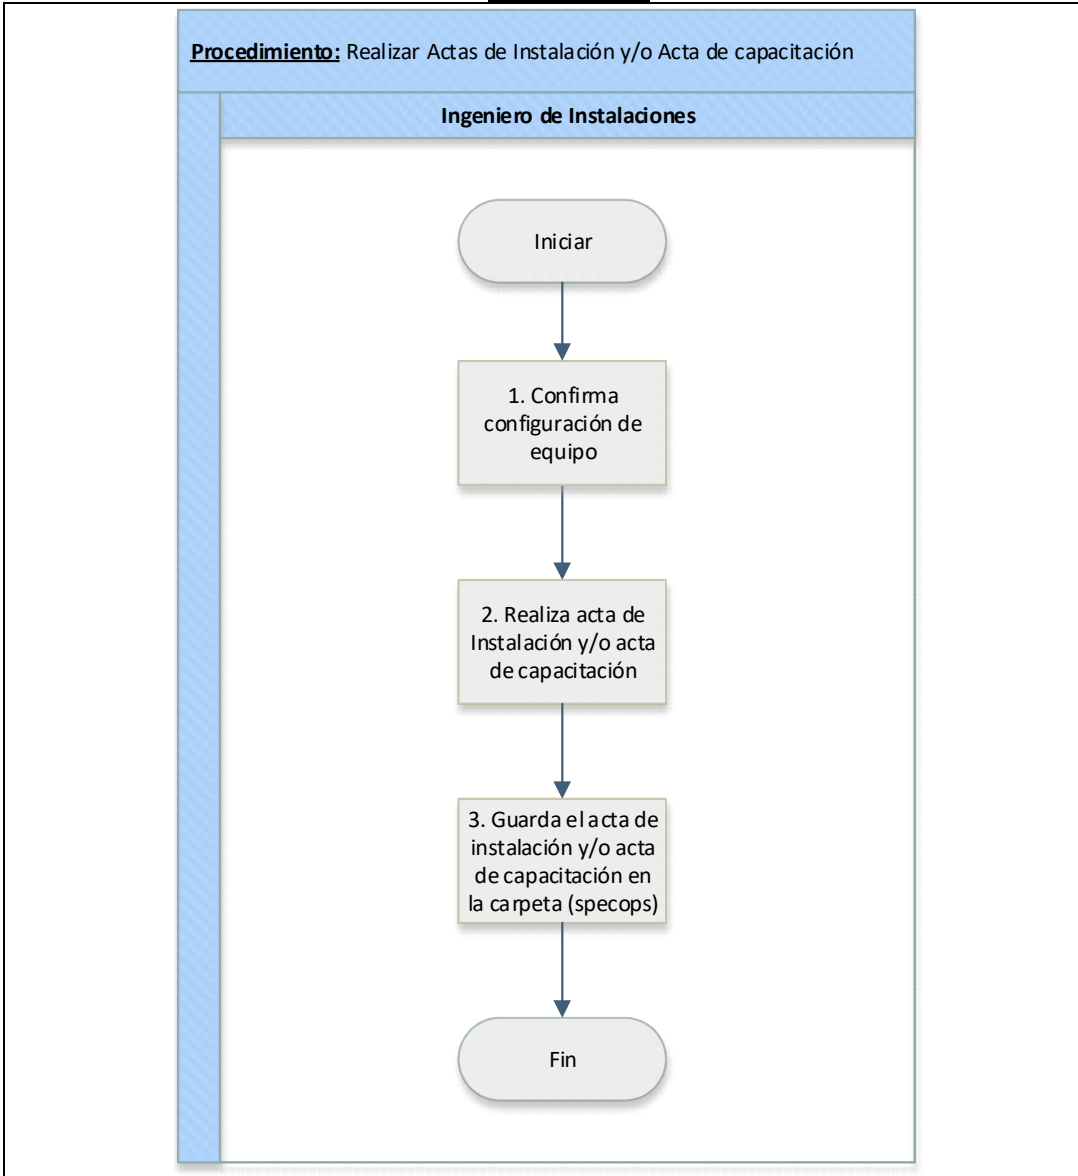 Procedimiento: Realizar Actas de Instalación y/o Acta de capacitación
Ingeniero de Instalaciones
Iniciar
1. Confirma
configuración de
equipo
2. Realiza acta de
Instalación y/o acta
de capacitación
3. Guarda el acta de
instalación y/o acta
de capacitación en
la carpeta (specops)
Fin